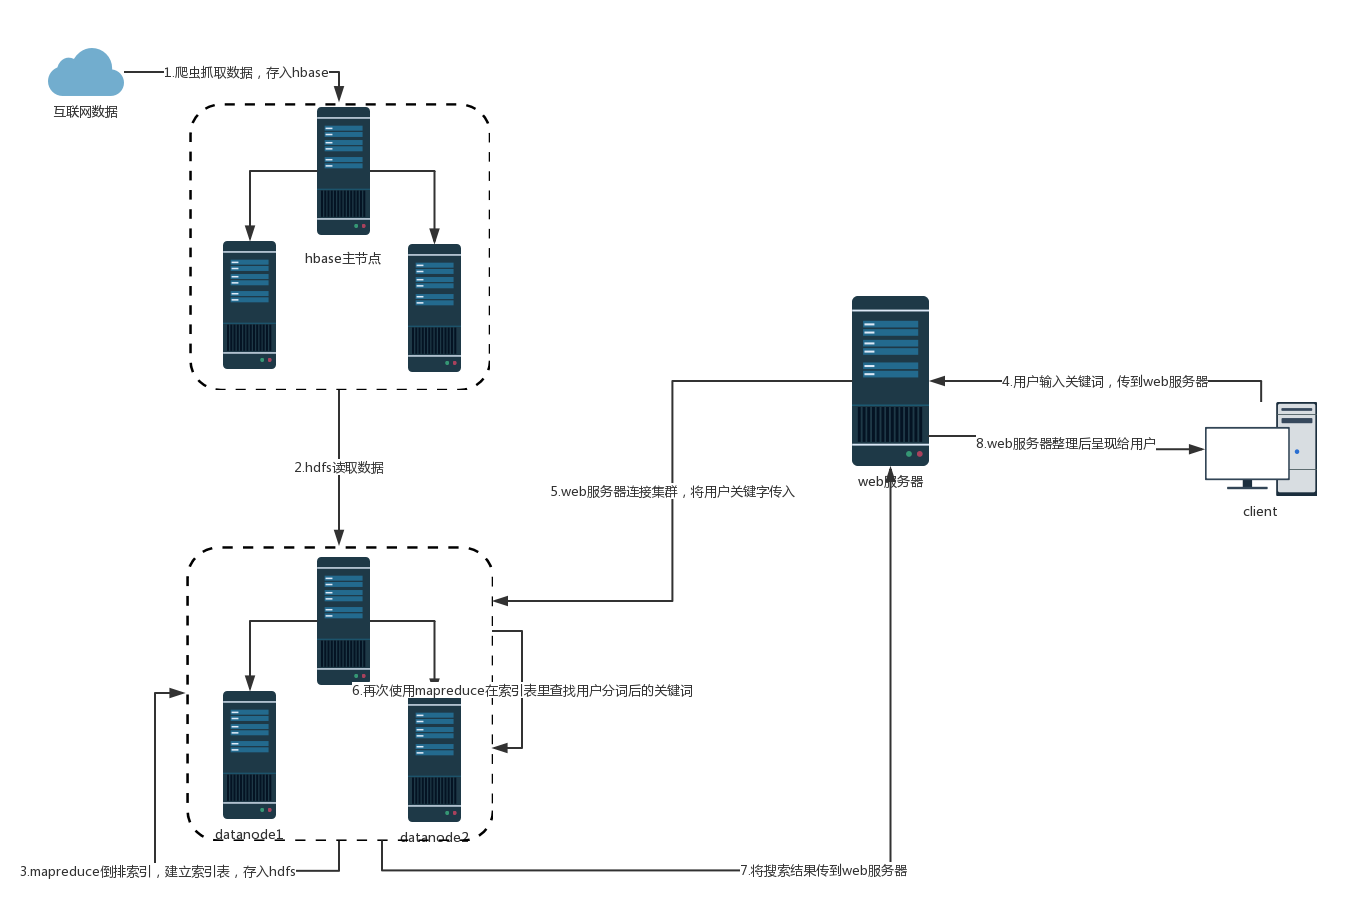 1.爬虫抓取数据，存入hbase
互联网数据
hbase主节点
4.用户输入关键词，传到web服务器
8.web服务器整理后呈现给用户
2.hdfs读取数据
web服务器
5.web服务器连接集群，将用户关键字传入
client
6.再次使用mapreduce在索引表里查找用户分词后的关键词
datanode1
datanode2
3.mapreduce倒排索引，建立索引表，存入hdfs
7.将搜索结果传到web服务器